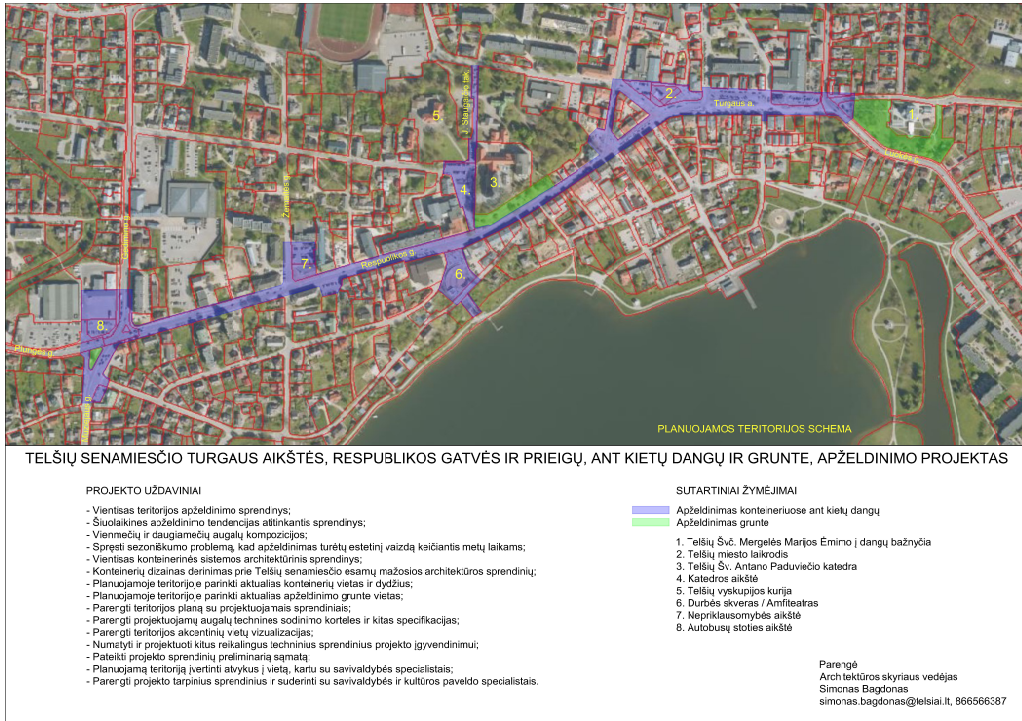 Staugaičio tak.
5.
2.
Turgaus a.
1.
Luokės g.
3.
4.
Žemaitės g.
Gedimino g.
Respublikos g.
7.
6.
8.
Plungės g.
PLANUOJAMOS TERITORIJOS SCHEMA
TELŠIŲ SENAMIESČIO TURGAUS AIKŠTĖS, RESPUBLIKOS GATVĖS IR PRIEIGŲ, ANT KIETŲ DANGŲ IR GRUNTE, APŽELDINIMO PROJEKTAS
PROJEKTO UŽDAVINIAI
- Vientisas teritorijos apželdinimo sprendinys;
- Šiuolaikines apželdinimo tendencijas atitinkantis sprendinys;
- Vienmečių ir daugiamečių augalų kompozicijos;
- Spręsti sezoniškumo problemą, kad apželdinimas turėtų estetinį vaizdą keičiantis metų laikams;
- Vientisas konteinerinės sistemos architektūrinis sprendinys;
- Konteinerių dizainas derinimas prie Telšių senamiesčio esamų mažosios architektūros sprendinių;
- Planuojamoje teritorijoje parinkti aktualias konteinerių vietas ir dydžius;
- Planuojamoje teritorijoje parinkti aktualias apželdinimo grunte vietas;
- Parengti teritorijos planą su projektuojamais sprendiniais;
- Parengti projektuojamų augalų technines sodinimo korteles ir kitas specifikacijas;
- Parengti teritorijos akcentinių vietų vizualizacijas;
- Numatyti ir projektuoti kitus reikalingus techninius sprendinius projekto įgyvendinimui;
- Pateikti projekto sprendinių preliminarią sąmatą
- Planuojamą teritoriją įvertinti atvykus į vietą, kartu su savivaldybės specialistais;
- Parengti projekto tarpinius sprendinius ir suderinti su savivaldybės ir kultūros paveldo specialistais.
SUTARTINIAI ŽYMĖJIMAI
Apželdinimas konteineriuose ant kietų dangų
Apželdinimas grunte
1. Telšių Švč. Mergelės Marijos Ėmimo į dangų bažnyčia
2. Telšių miesto laikrodis
3. Telšių Šv. Antano Paduviečio katedra
4. Katedros aikštė
5. Telšių vyskupijos kurija
6. Durbės skveras / Amfiteatras
7. Nepriklausomybės aikštė
8. Autobusų stoties aikštė
Parengė
Architektūros skyriaus vedėjas
Simonas Bagdonas
simonas.bagdonas@telsiai.lt, 866566387